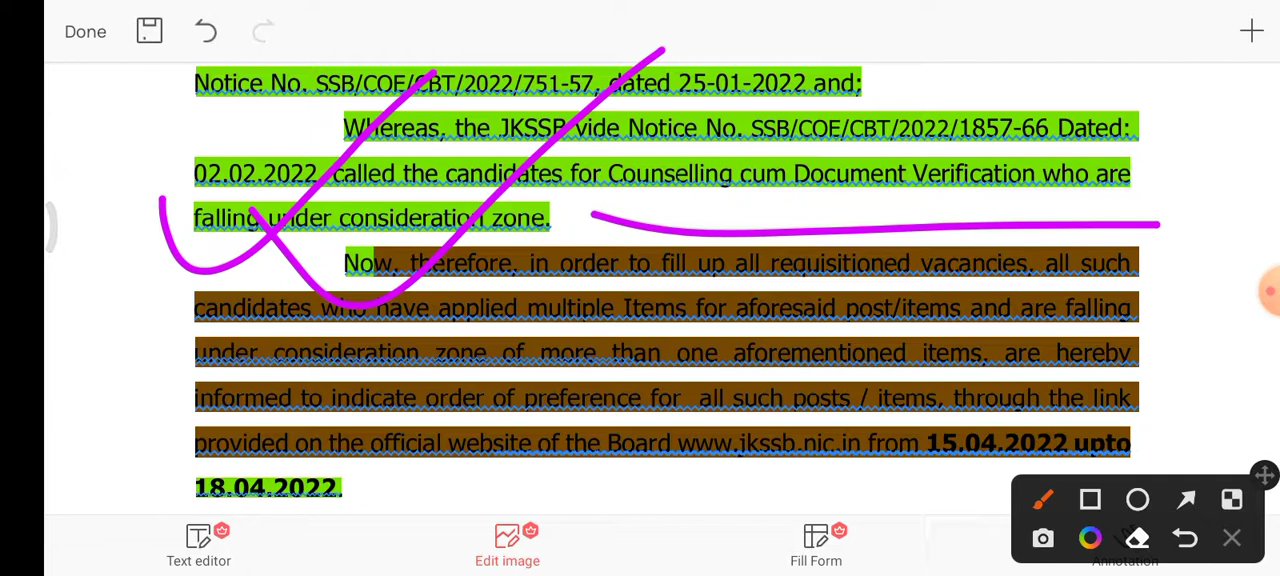 Done
Notice No. SSB/COE/CBT/2022/751-57, dated 25-01-2022 and;
Whereas, the JKSSB vide Notice No. SSB/COE/CBT/2022/1857-66 Dated:
02.02.2022, called the candidates for Counselling cum Document Verification who are
falling under consideration zone.
Now, therefore, in order to fill up all requisitioned vacancies, all such
candidates who have applied multiple Items for aforesaid post/items and are falling
under consideration zone of more than one aforementioned items, are hereby
informed to indicate order of preference for all such posts / items, through the link
provided on the official website of the Board www.jkssb.nic.in from 15.04.2022 upto
18.04.2022.
Text editor Edit image Fill Form Annotation